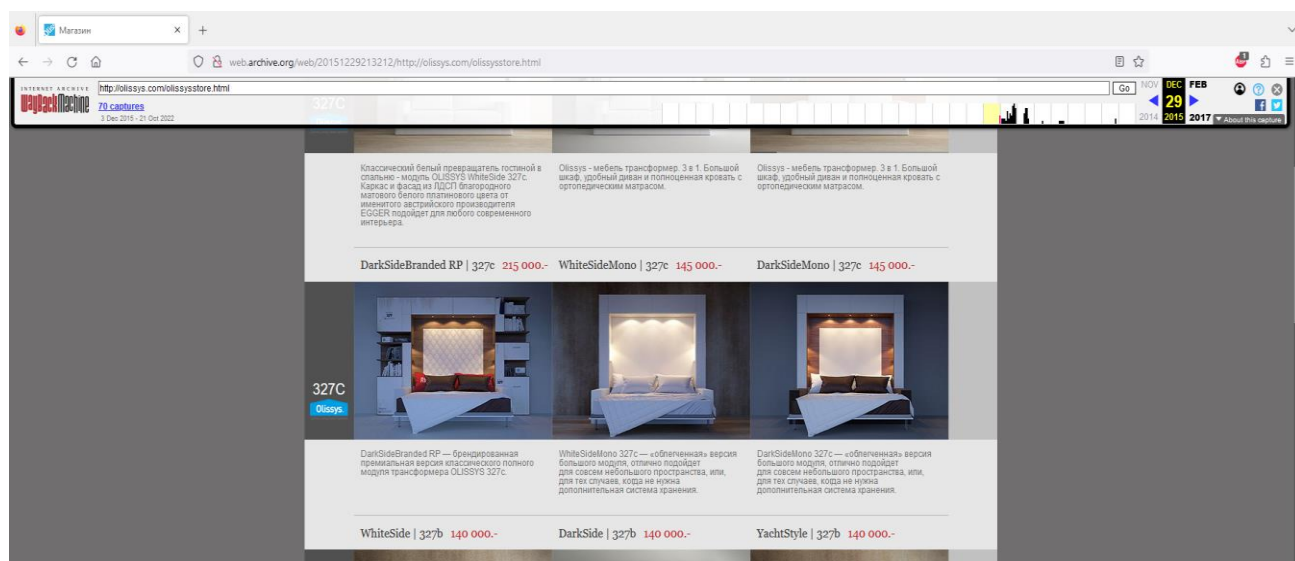 Магазин
web.archive.org/web/20151229213212/http://olissys.com/olissysstore.html
INTERNET ARCHIVE
WayBackMachine
http://olissys.com/olissysstore.html
Go
70 captures
3 Dec 2015 - 21 Oct 2022
NOV DEC FEB
29
2014 2015 2017
About this capture
327C
Классический белый превращатель гостиной в
спальню - модуль OLISSYS WhiteSide 327c.
Каркас и фасад из ЛДСП благородного
матового белого платинового цвета от
именитого австрийского производителя
EGGER подойдет для любого современного
интерьера.
Olissys - мебель трансформер. 3 в 1. Большой
шкаф, удобный диван и полноценная кровать с
ортопедическим матрасом.
Olissys - мебель трансформер. 3 в 1. Большой
шкаф, удобный диван и полноценная кровать с
ортопедическим матрасом.
DarkSideBranded RP | 327c 215 000.-
WhiteSideMono | 327c 145 000.-
DarkSideMono | 327c 145 000.-
327C
Olissys.
DarkSideBranded RP — брендированная
премиальная версия классического полного
модуля трансформера OLISSYS 327c.
WhiteSideMono 327c — «облегченная» версия
большого модуля, отлично подойдет
для совсем небольшого пространства, или,
для тех случаев, когда не нужна
дополнительная система хранения.
DarkSideMono 327c — «облегченная» версия
большого модуля, отлично подойдет
для совсем небольшого пространства, или,
для тех случаев, когда не нужна
дополнительная система хранения.
WhiteSide | 327b 140 000.-
DarkSide | 327b 140 000.-
YachtStyle | 327b 140 000.-